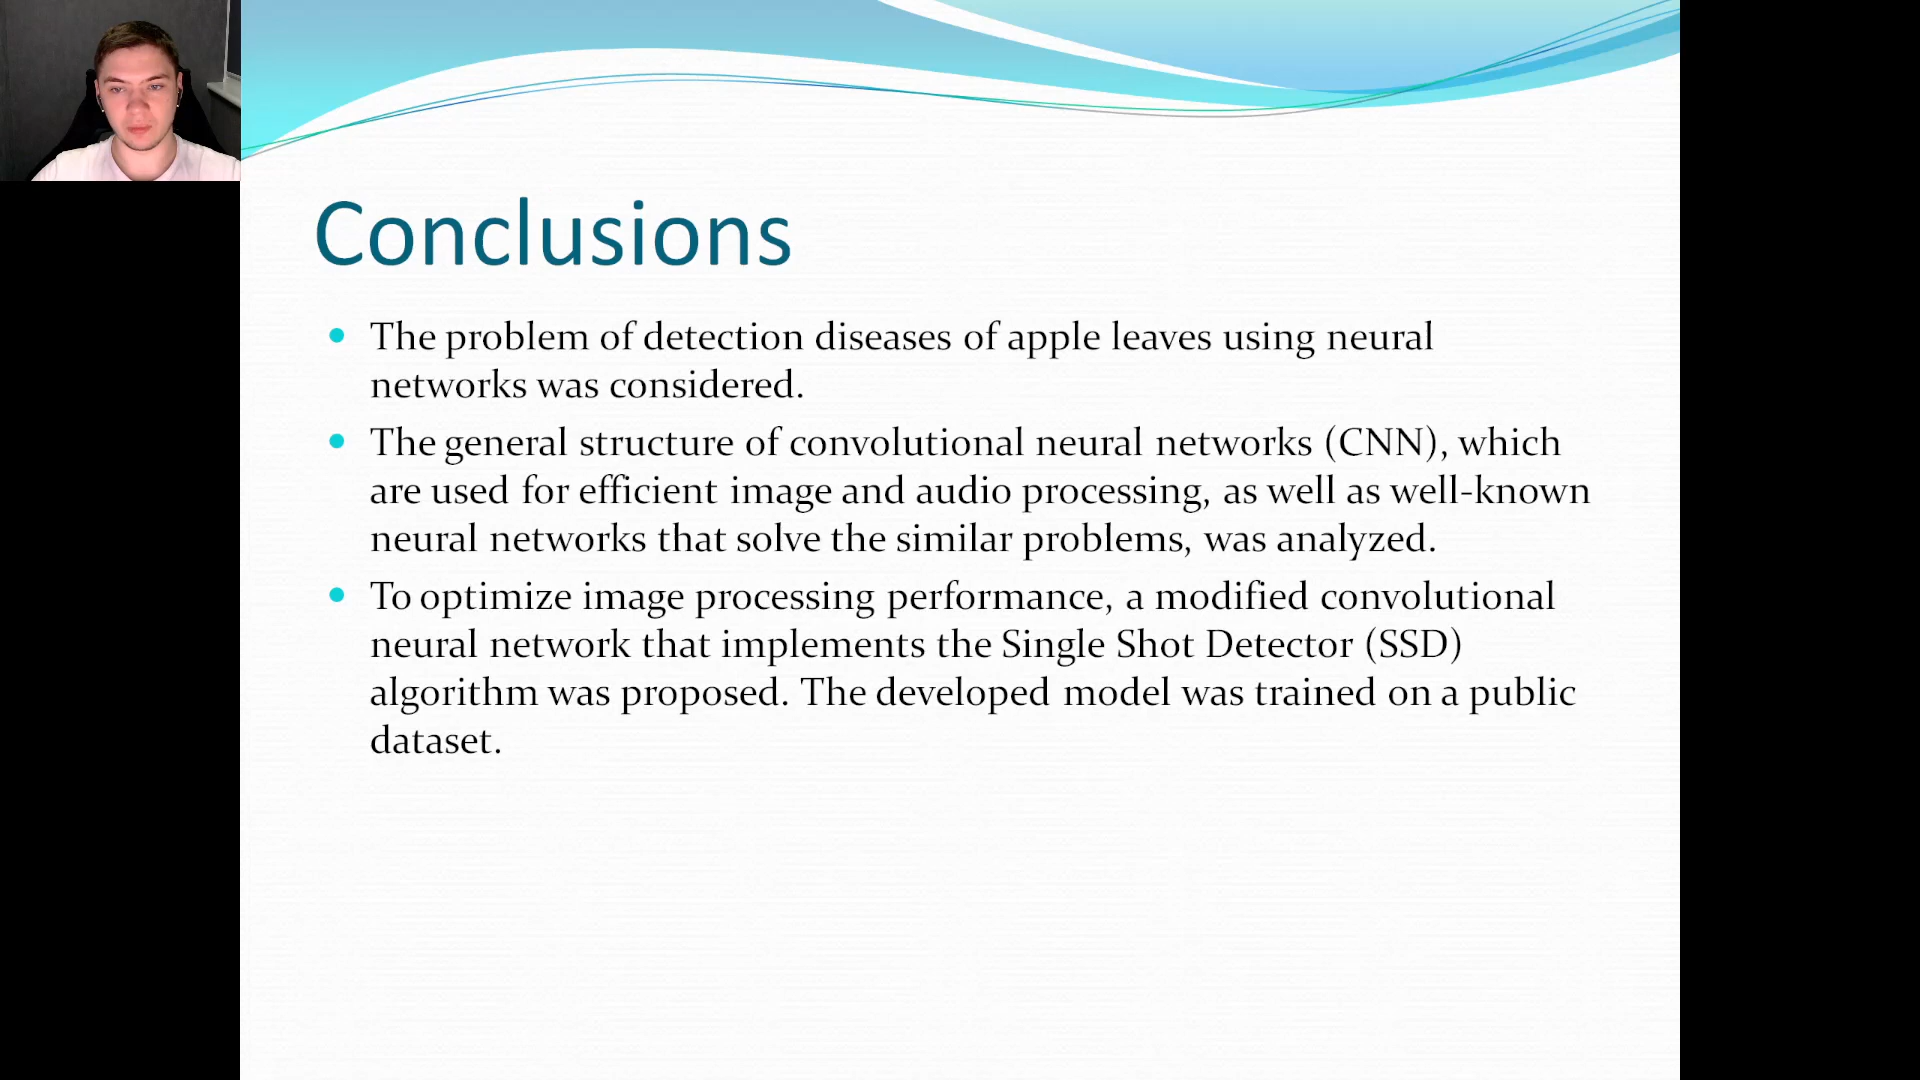 Conclusions
The problem of detection diseases of apple leaves using neural
networks was considered.
The general structure of convolutional neural networks (CNN), which
are used for efficient image and audio processing, as well as well-known
neural networks that solve the similar problems, was analyzed.
To optimize image processing performance, a modified convolutional
neural network that implements the Single Shot Detector (SSD)
algorithm was proposed. The developed model was trained on a public
dataset.